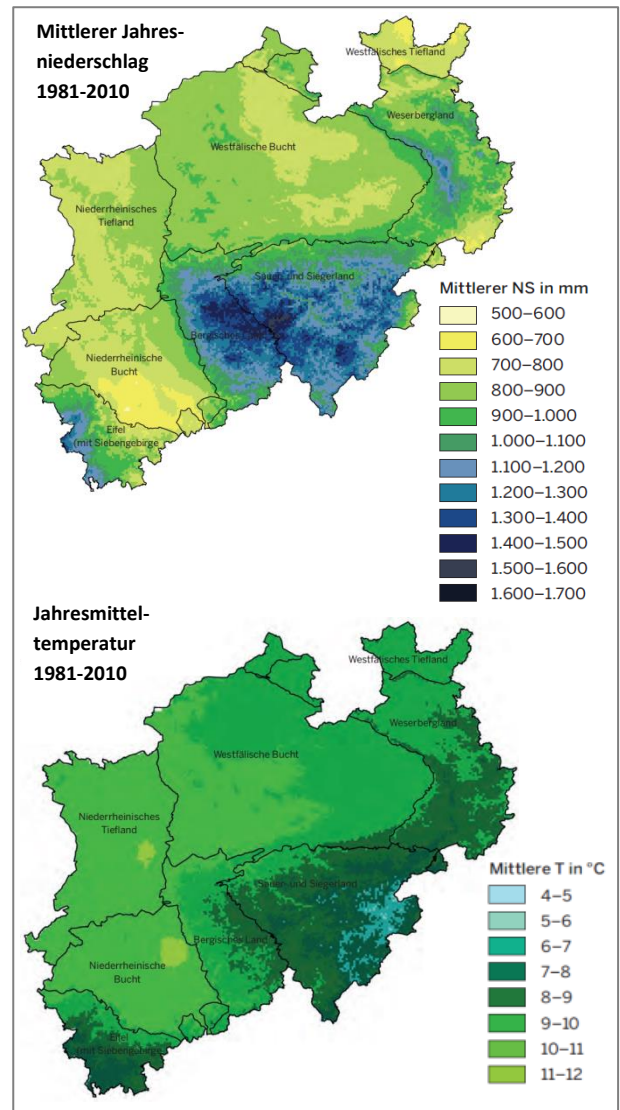 Mittlerer Jahres-
niederschlag
1981-2010
Westfälisches Tiefland
Weserbergland
Westfälische Bucht
Niederrheinisches
Tiefland
Sauer- und Siegerland
Bergisches Land
Niederrheinische
Bucht
Eifel
(mit Siebengebirge
Mittlerer NS in mm
500–600
600–700
700–800
800–900
900–1.000
1.000–1.100
1.100–1.200
1.200–1.300
1.300–1.400
1.400–1.500
1.500–1.600
1.600–1.700
Jahresmittel-
temperatur
1981-2010
Westfälisches Tiefland
Weserbergland
Westfälische Bucht
Niederrheinisches
Tiefland
Sauer- und Siegerland
Bergisches Land
Niederrheinische
Bucht
Eifel
(mit Siebengebirge
Mittlere T in °C
4–5
5–6
6–7
7–8
8–9
9–10
10–11
11–12